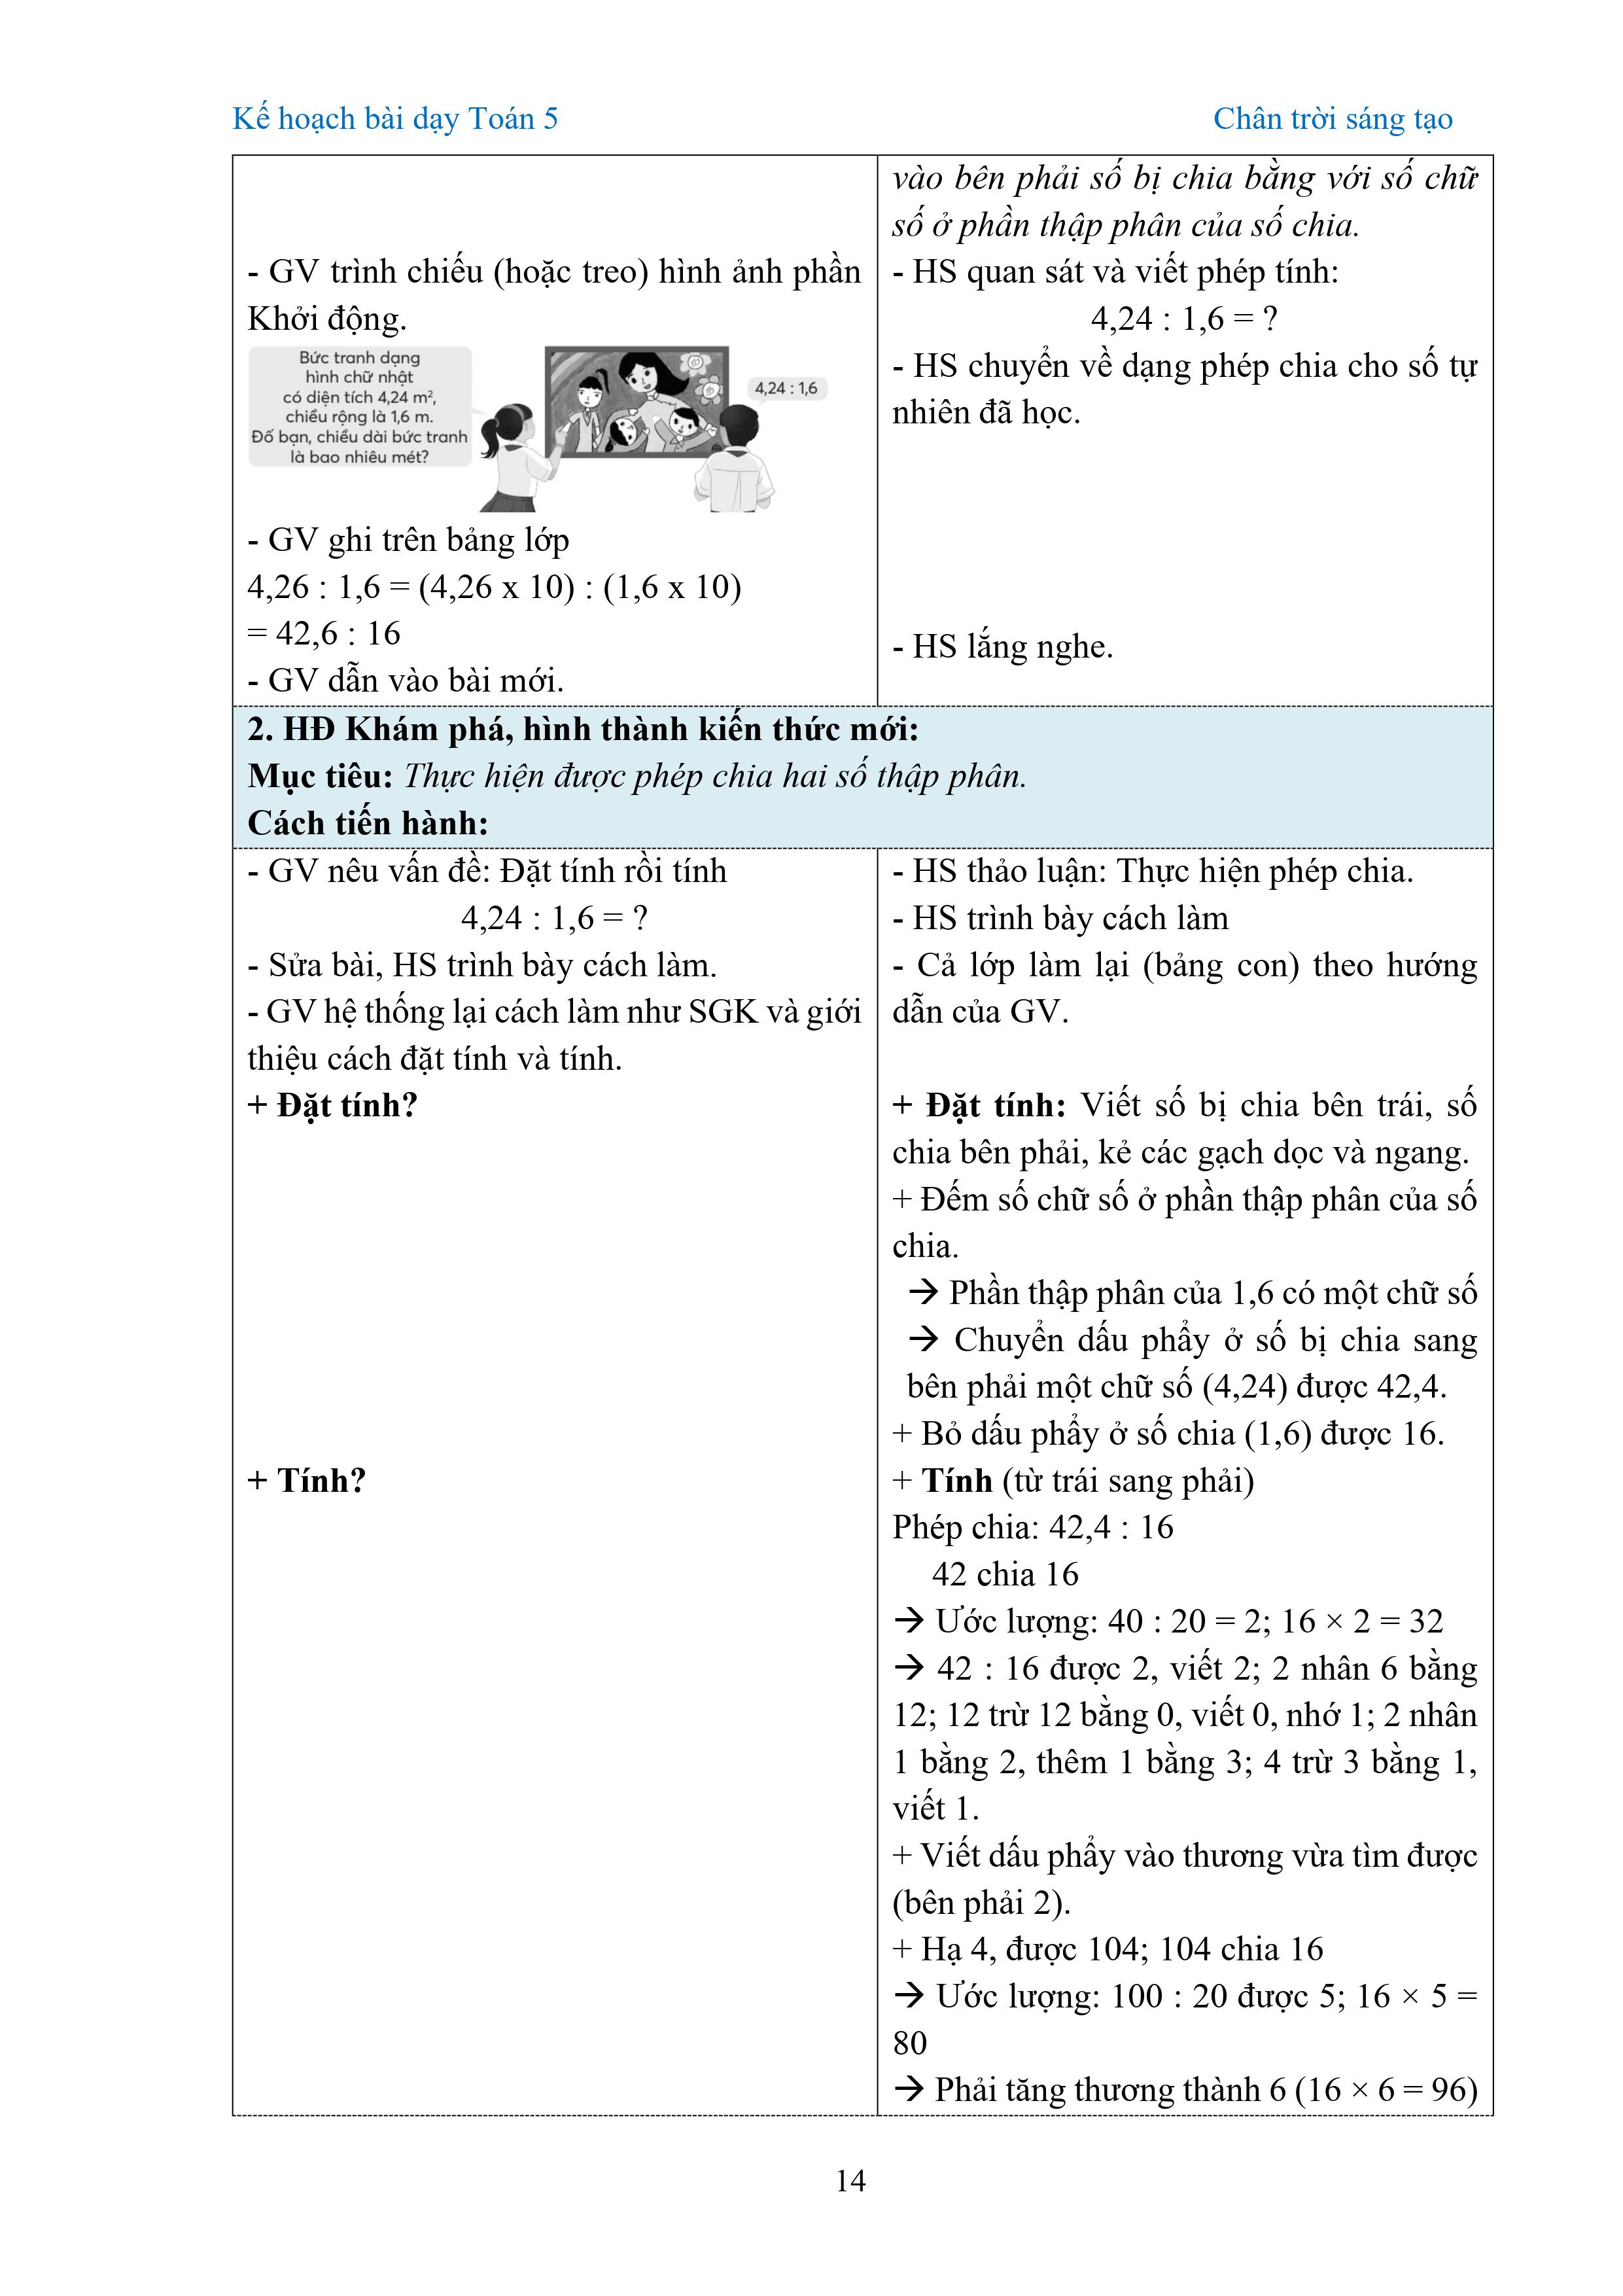 Kế hoạch bài dạy Toán 5
Chân trời sáng tạo
vào bên phải số bị chia bằng với số chữ
số ở phần thập phân của số chia.
- GV trình chiếu (hoặc treo) hình ảnh phần
Khởi động.
Bức tranh dạng
hình chữ nhật
có diện tích 4,24 m²,
chiều rộng là 1,6 m.
Đố bạn, chiều dài bức tranh
là bao nhiêu mét?
4,24 : 1,6
- GV ghi trên bảng lớp
4,26 : 1,6 = (4,26 x 10) : (1,6 x 10)
= 42,6 : 16
- GV dẫn vào bài mới.
- HS quan sát và viết phép tính:
4,24 : 1,6 = ?
- HS chuyển về dạng phép chia cho số tự
nhiên đã học.
- HS lắng nghe.
2. HĐ Khám phá, hình thành kiến thức mới:
Mục tiêu: Thực hiện được phép chia hai số thập phân.
Cách tiến hành:
- GV nêu vấn đề: Đặt tính rồi tính
4,24 : 1,6 = ?
- Sửa bài, HS trình bày cách làm.
- GV hệ thống lại cách làm như SGK và giới
thiệu cách đặt tính và tính.
+ Đặt tính?
+ Tính?
- HS thảo luận: Thực hiện phép chia.
- HS trình bày cách làm
- Cả lớp làm lại (bảng con) theo hướng
dẫn của GV.
+ Đặt tính: Viết số bị chia bên trái, số
chia bên phải, kẻ các gạch dọc và ngang.
+ Đếm số chữ số ở phần thập phân của số
chia.
→ Phần thập phân của 1,6 có một chữ số
→ Chuyển dấu phẩy ở số bị chia sang
bên phải một chữ số (4,24) được 42,4.
+ Bỏ dấu phẩy ở số chia (1,6) được 16.
+ Tính (từ trái sang phải)
Phép chia: 42,4 : 16
42 chia 16
→ Ước lượng: 40 : 20 = 2; 16 × 2 = 32
→ 42 : 16 được 2, viết 2; 2 nhân 6 bằng
12; 12 trừ 12 bằng 0, viết 0, nhớ 1; 2 nhân
1 bằng 2, thêm 1 bằng 3; 4 trừ 3 bằng 1,
viết 1.
+ Viết dấu phẩy vào thương vừa tìm được
(bên phải 2).
+ Hạ 4, được 104; 104 chia 16
→ Ước lượng: 100 : 20 được 5; 16 × 5 =
80
→ Phải tăng thương thành 6 (16 × 6 = 96)
14